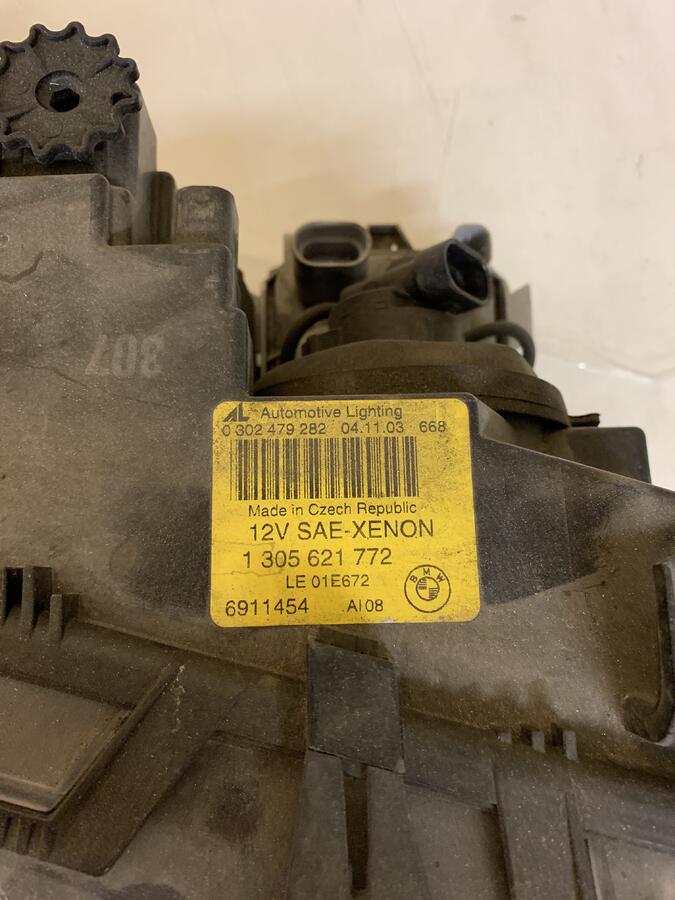 307
AL Automotive Lighting
0 302 479 282 04.11.03 668
Made in Czech Republic
12V SAE-XENON
1 305 621 772
LE 01E672
BMW
6911454 AI 08